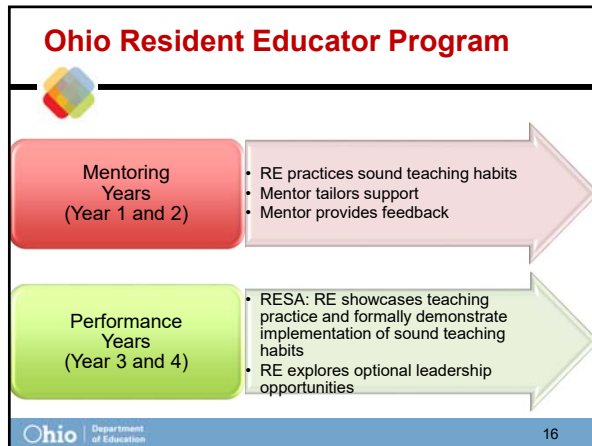 Ohio Resident Educator Program
Mentoring
Years
(Year 1 and 2)
• RE practices sound teaching habits
• Mentor tailors support
• Mentor provides feedback
Performance
Years
(Year 3 and 4)
• RESA: RE showcases teaching
practice and formally demonstrate
implementation of sound teaching
habits
• RE explores optional leadership
opportunities
Ohio | Department
of Education
16